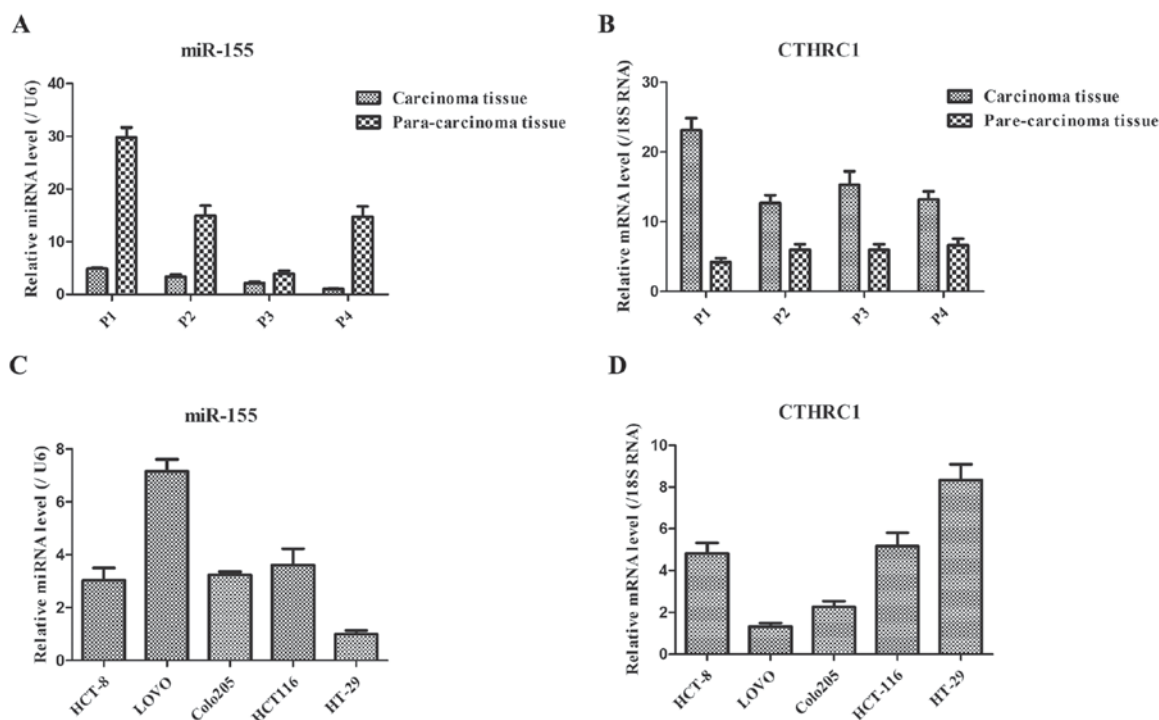 A
miR-155
Relative miRNA level (/ U6)
40
30
20
10
0
P1
P2
P3
P4
Carcinoma tissue
Para-carcinoma tissue
B
CTHRC1
Relative mRNA level (/18S RNA)
30
20
10
0
P1
P2
P3
P4
Carcinoma tissue
Pare-carcinoma tissue
C
miR-155
Relative miRNA level (/ U6)
8
6
4
2
0
HCT-8
LOVO
Colo205
HCT116
HT-29
D
CTHRC1
Relative mRNA level (/18S RNA)
10
8
6
4
2
0
HCT-8
LOVO
Colo205
HCT-116
HT-29